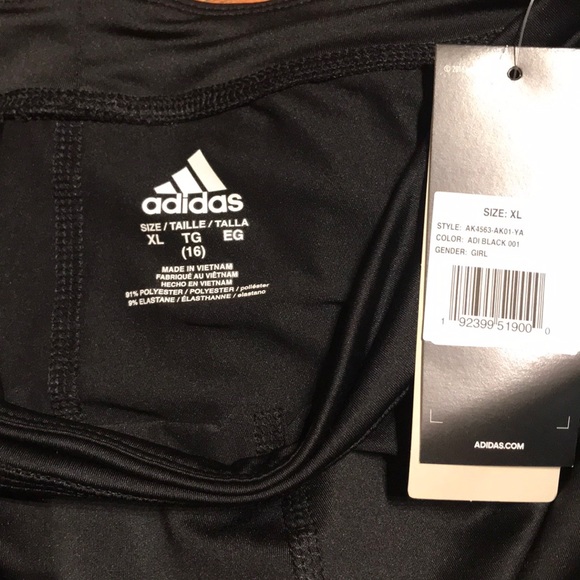 adidas
SIZE / TAILLE / TALLA
XL TG EG
(16)
MADE IN VIETNAM
FABRIQUÉ AU VIETNAM
HECHO EN VIETNAM
91% POLYESTER / POLYESTER / poliéster
9% ELASTANE / ÉLASTHANNE / elastano
SIZE: XL
STYLE: AK4563-AK01-YA
COLOR: ADI BLACK 001
GENDER: GIRL
1 92399 51900 0
ADIDAS.COM